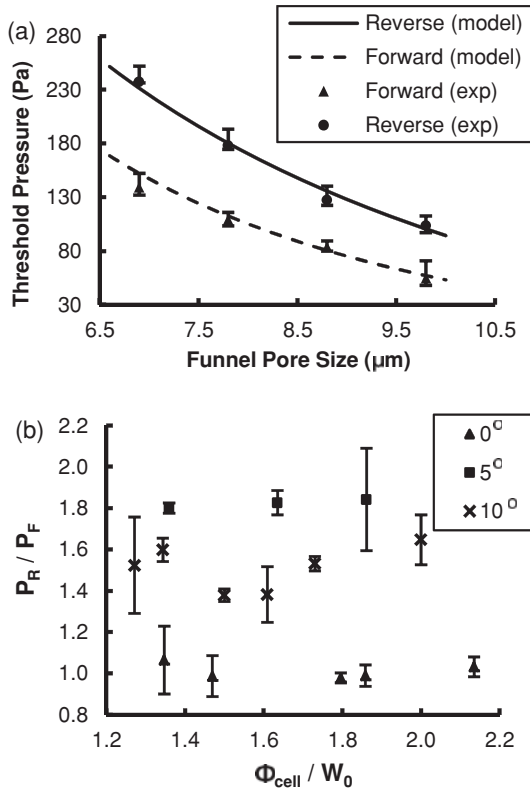 (a)
280
230
180
130
80
30
Threshold Pressure (Pa)
6.5 7.5 8.5 9.5 10.5
Funnel Pore Size (µm)
Reverse (model)
Forward (model)
Forward (exp)
Reverse (exp)
(b)
2.2
2.0
1.8
1.6
1.4
1.2
1.0
0.8
P_R / P_F
1.2 1.4 1.6 1.8 2.0 2.2
Φ_cell / W_0
0°
5°
10°